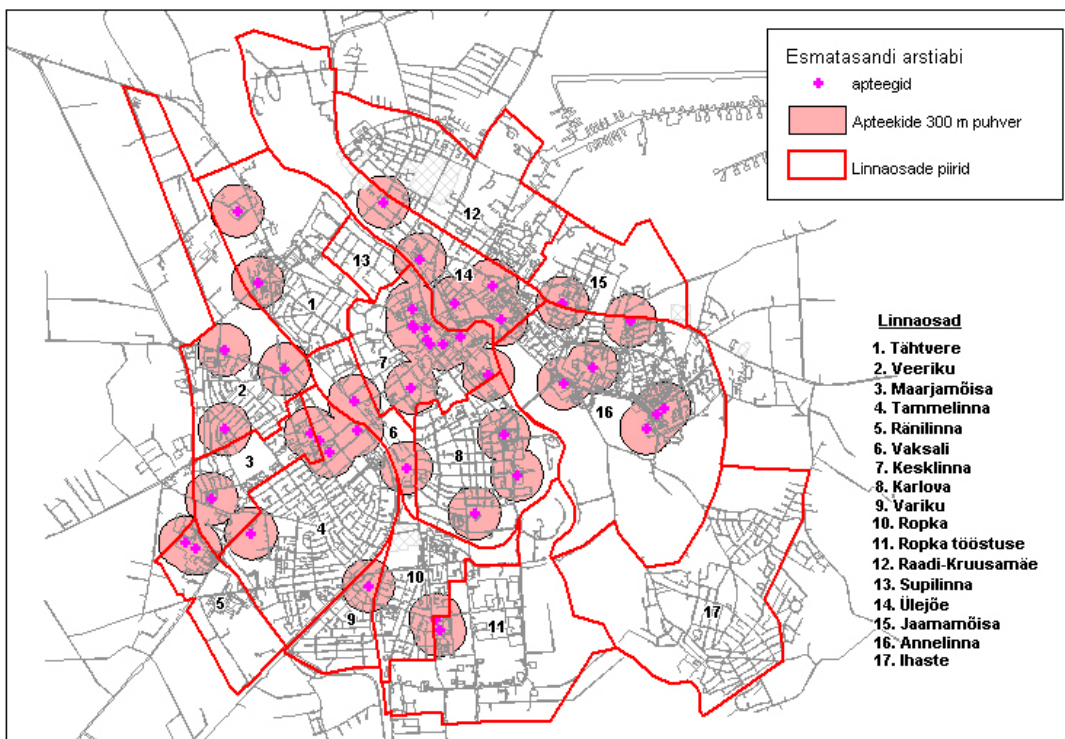 Esmatasandi arstiabi
apteegid
Apteekide 300 m puhver
Linnaosade piirid
12
13
14
15
1
7
2
16
6
3
8
4
10
5
9
11
17
Linnaosad
1. Tähtvere
2. Veeriku
3. Maarjamõisa
4. Tammelinna
5. Ränilinna
6. Vaksali
7. Kesklinna
8. Karlova
9. Variku
10. Ropka
11. Ropka tööstuse
12. Raadi-Kruusamäe
13. Supilinna
14. Ülejõe
15. Jaamamõisa
16. Annelinna
17. Ihaste